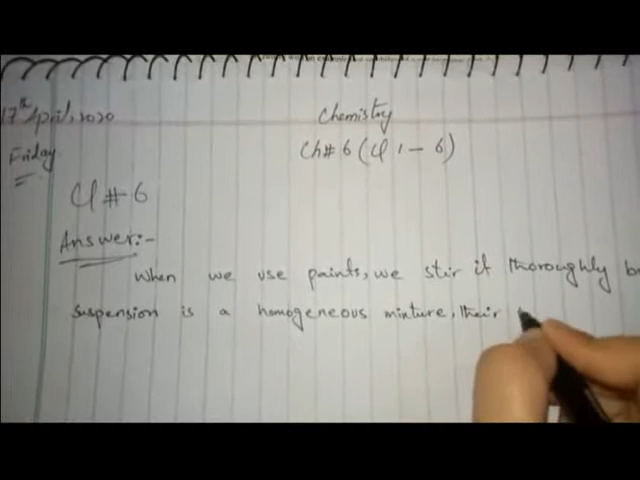 17th April, 2020
Chemistry
Friday
Ch# 6 (Q 1 - 6)
Q # 6
Answer:-
When we use paints, we stir it thoroughly
suspension is a homogeneous mixture, their